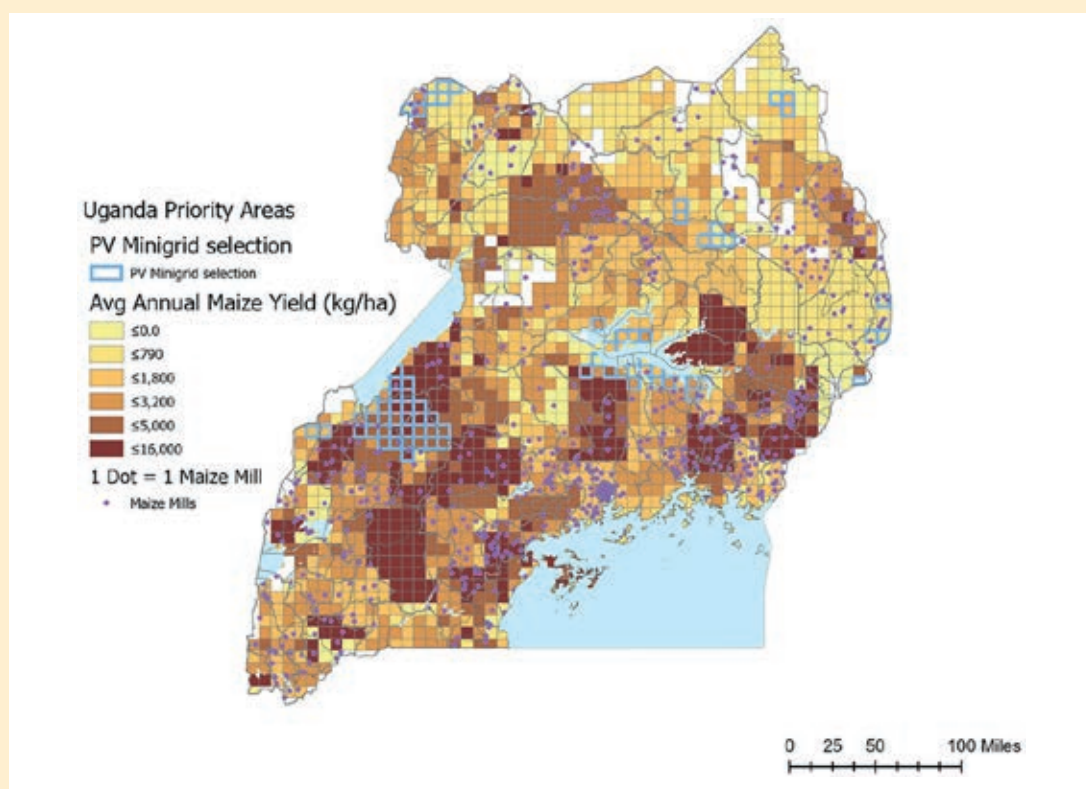 Uganda Priority Areas
PV Minigrid selection
PV Minigrid selection
Avg Annual Maize Yield (kg/ha)
≤0.0
≤790
≤1,800
≤3,200
≤5,000
≤16,000
1 Dot = 1 Maize Mill
Maize Mills
0 25 50 100 Miles